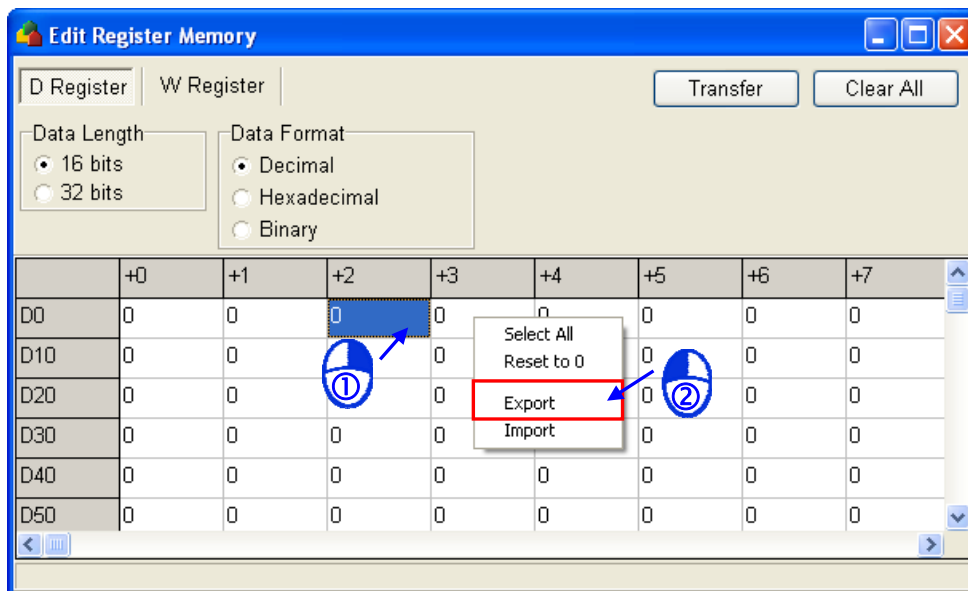 Edit Register Memory
D Register W Register Transfer Clear All
Data Length Data Format
16 bits Decimal
32 bits Hexadecimal
Binary
+0 +1 +2 +3 +4 +5 +6 +7
D0 0 0 0 0 0 0 0 0
Select All
D10 0 0 0 0 0 0
Reset to 0
①
D20 0 0 0 0 0 0
Export
②
D30 0 0 0 0 0 0 0
Import
D40 0 0 0 0 0 0 0 0
D50 0 0 0 0 0 0 0 0